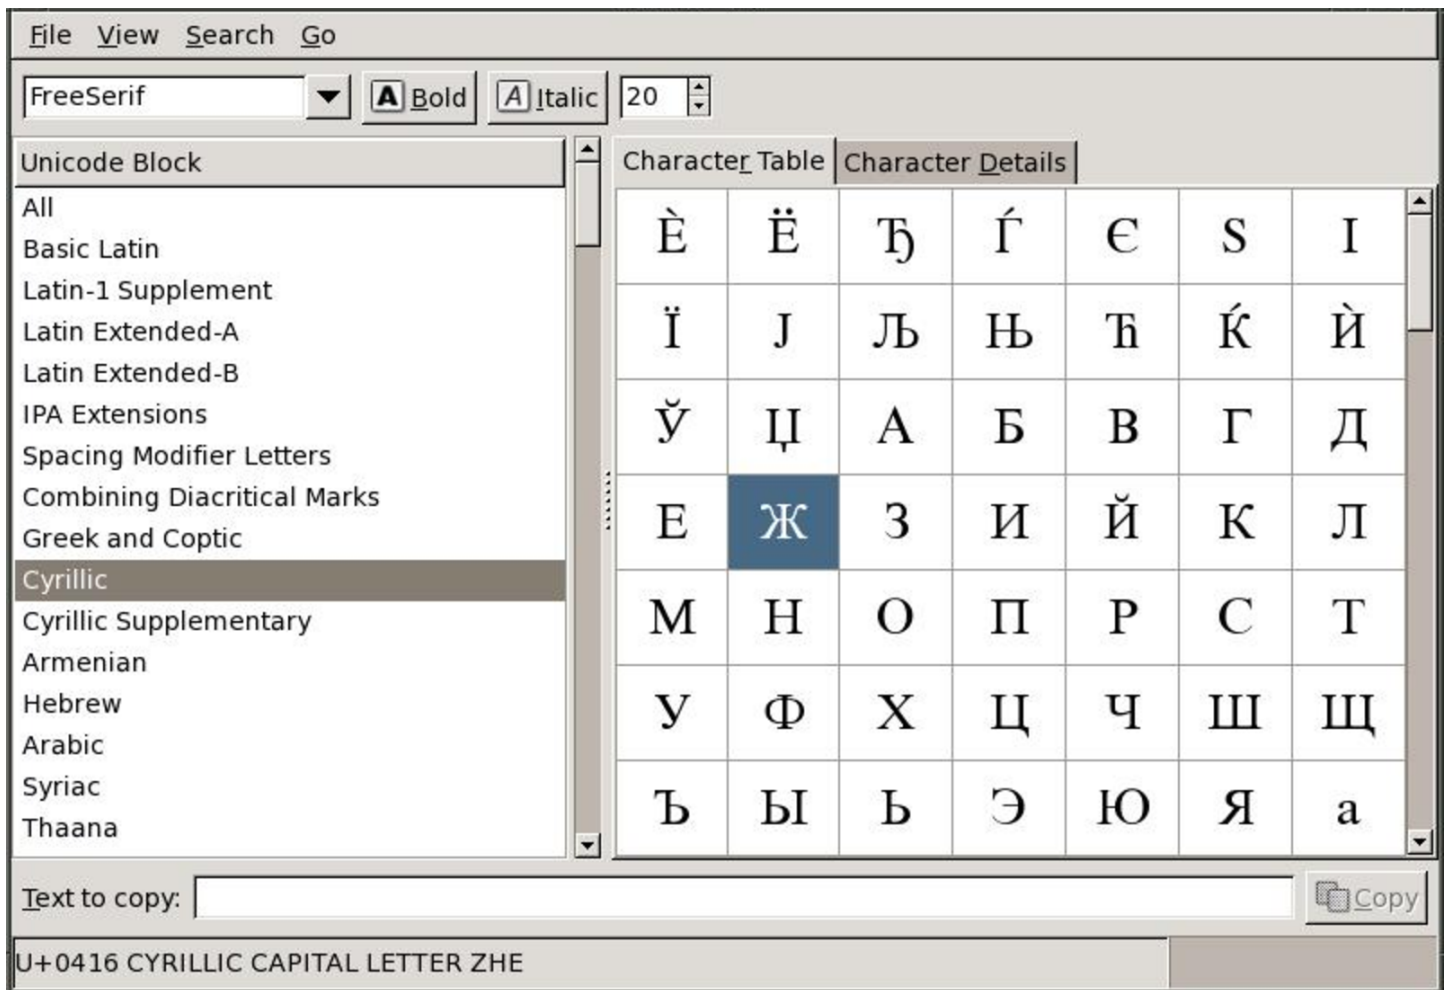 File View Search Go
FreeSerif A Bold A Italic 20
Unicode Block
All
Basic Latin
Latin-1 Supplement
Latin Extended-A
Latin Extended-B
IPA Extensions
Spacing Modifier Letters
Combining Diacritical Marks
Greek and Coptic
Cyrillic
Cyrillic Supplementary
Armenian
Hebrew
Arabic
Syriac
Thaana
Character Table Character Details
Ѐ Ё Ђ Ѓ Є Ѕ І
Ї Ј Љ Њ Ћ Ќ Ѝ
Ў Џ А Б В Г Д
Е Ж З И Й К Л
М Н О П Р С Т
У Ф Х Ц Ч Ш Щ
Ъ Ы Ь Э Ю Я а
Text to copy: Copy
U+0416 CYRILLIC CAPITAL LETTER ZHE